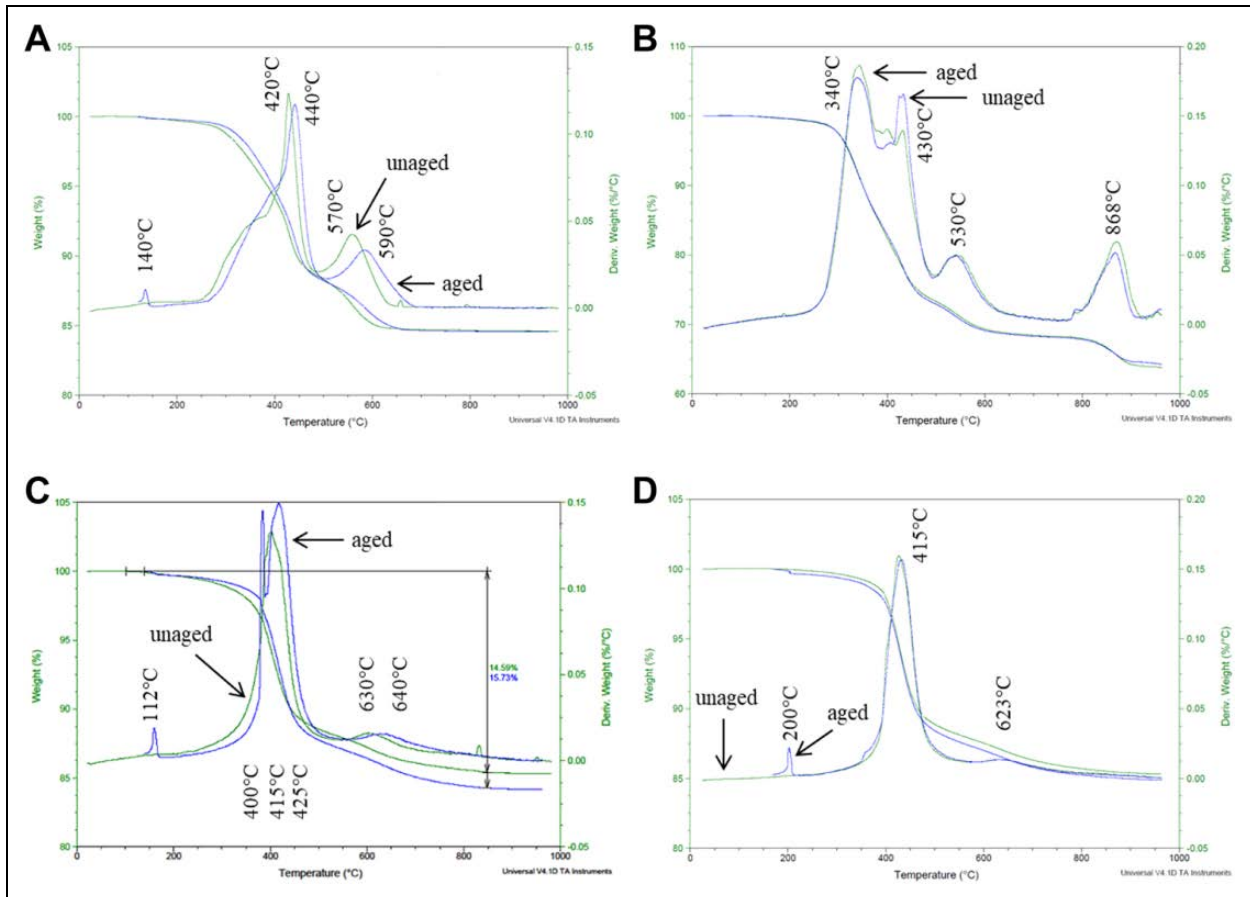 A
105
100
95
90
85
80
Weight (%)
0.15
0.10
0.05
0.00
-0.05
Deriv. Weight (%/°C)
140°C
420°C
440°C
570°C
590°C
unaged
aged
0
200
400
600
800
1000
Temperature (°C)
Universal V4.1D TA Instruments
B
110
100
90
80
70
60
Weight (%)
0.20
0.15
0.10
0.05
0.00
-0.05
Deriv. Weight (%/°C)
340°C
aged
unaged
430°C
530°C
868°C
0
200
400
600
800
1000
Temperature (°C)
Universal V4.1D TA Instruments
C
105
100
95
90
85
80
Weight (%)
0.15
0.10
0.05
0.00
-0.05
Deriv. Weight (%/°C)
aged
unaged
112°C
630°C
640°C
14.59%
15.73%
400°C
415°C
425°C
0
200
400
600
800
1000
Temperature (°C)
Universal V4.1D TA Instruments
D
105
100
95
90
85
80
Weight (%)
0.20
0.15
0.10
0.05
0.00
-0.05
Deriv. Weight (%/°C)
415°C
unaged
200°C
aged
623°C
0
200
400
600
800
1000
Temperature (°C)
Universal V4.1D TA Instruments